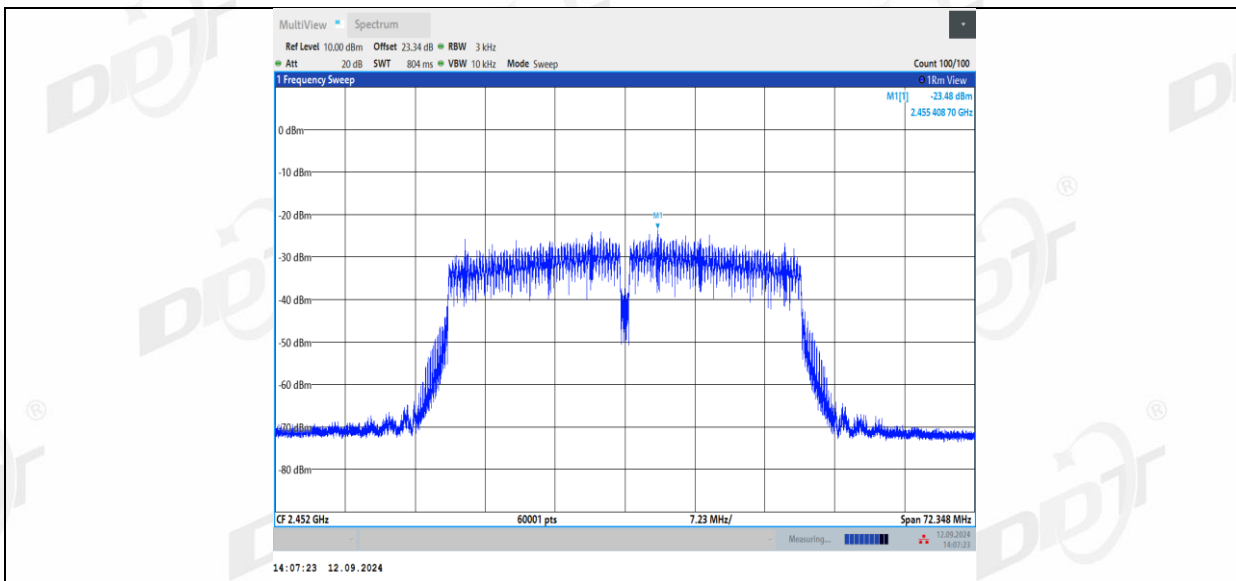 MultiView Spectrum
Ref Level 10.00 dBm Offset 23.34 dB RBW 3 kHz
Att 20 dB SWT 804 ms VBW 10 kHz Mode Sweep Count 100/100
1 Frequency Sweep 1Rm View
M1[1] -23.48 dBm
2.455 408 70 GHz
0 dBm
-10 dBm
-20 dBm
M1
-30 dBm
-40 dBm
-50 dBm
-60 dBm
-70 dBm
-80 dBm
CF 2.452 GHz 60001 pts 7.23 MHz/ Span 72.348 MHz
Measuring... 12.09.2024
14:07:23
14:07:23 12.09.2024
DDT
®
DDT
®
DDT
®
DDT
®